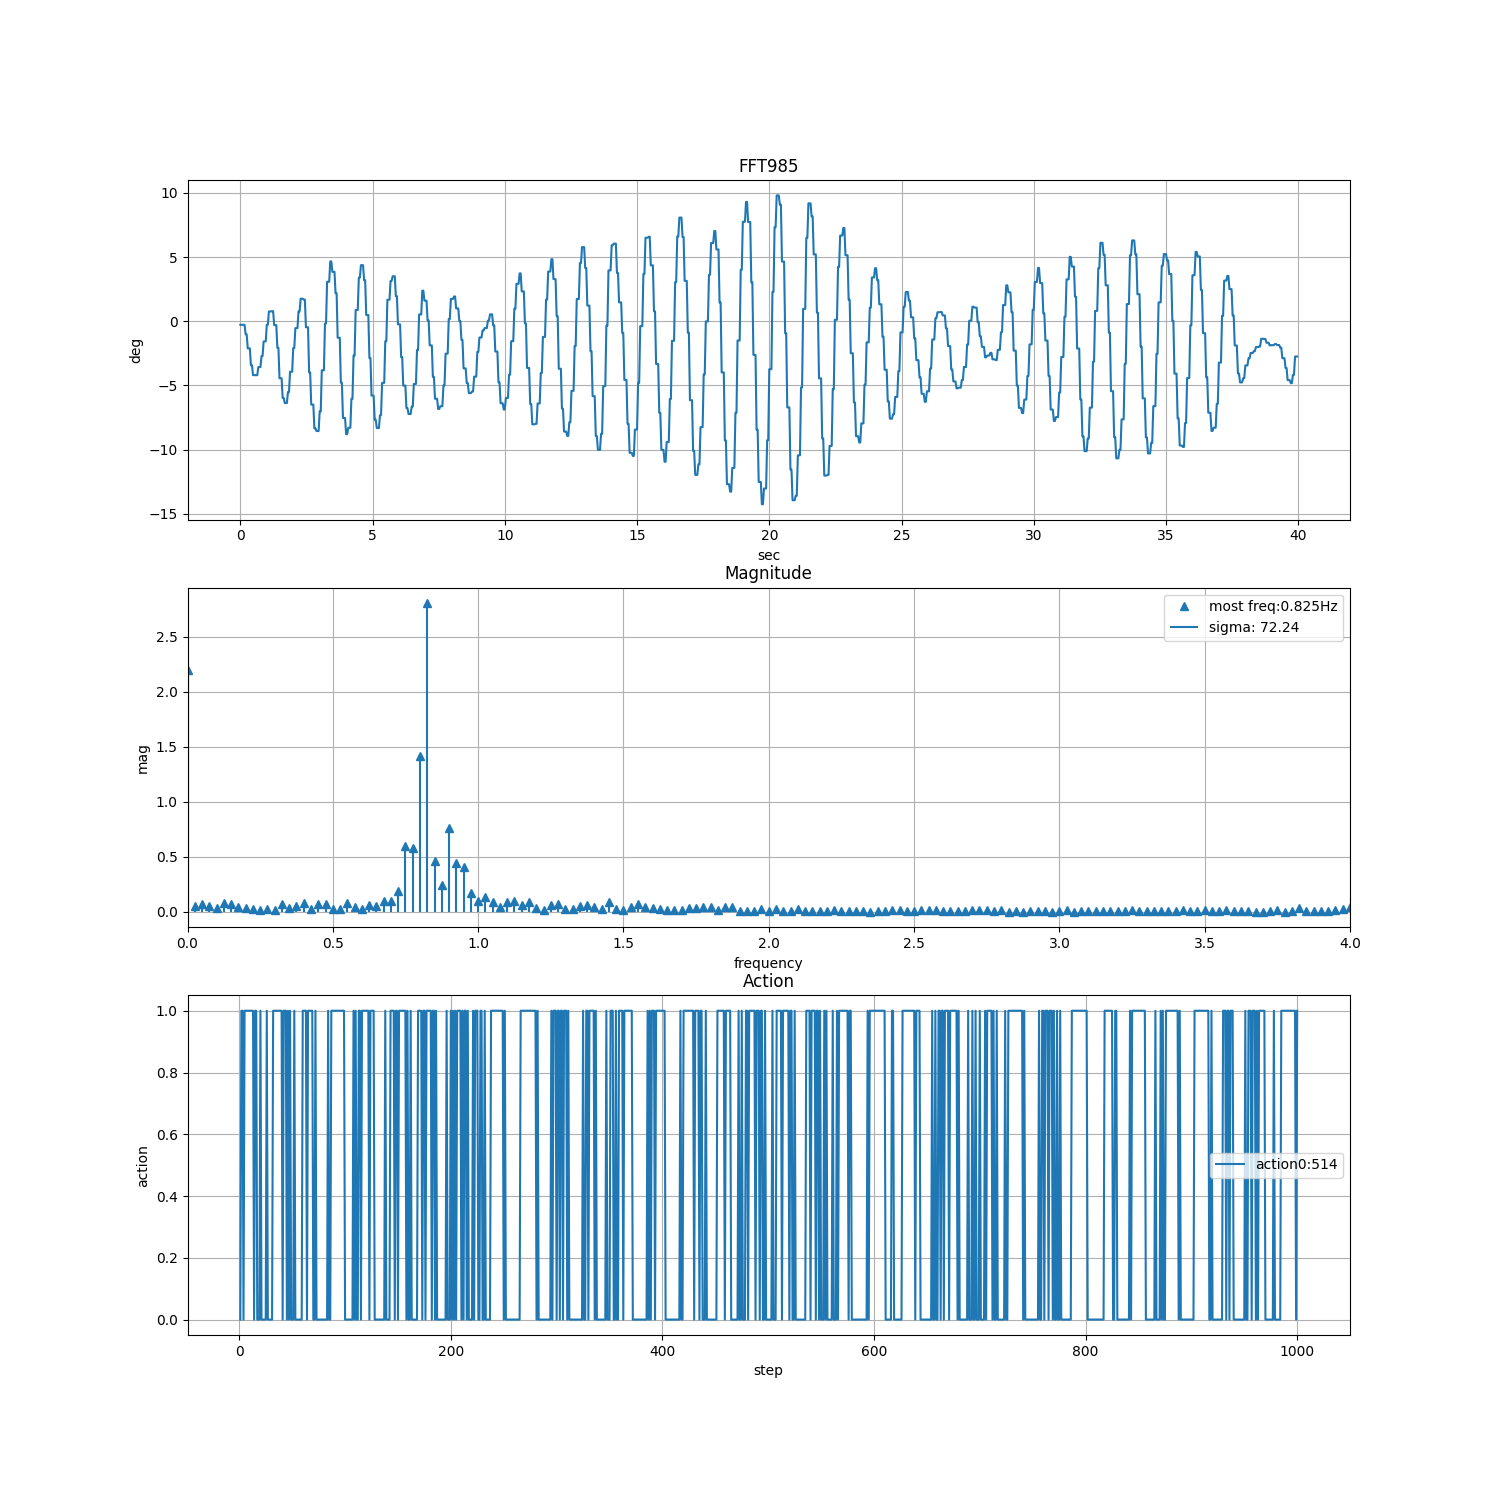 FFT985
10
5
0
−5
−10
−15
deg
0 5 10 15 20 25 30 35 40
sec
Magnitude
most freq:0.825Hz
sigma: 72.24
2.5
2.0
1.5
1.0
0.5
0.0
mag
0.0 0.5 1.0 1.5 2.0 2.5 3.0 3.5 4.0
frequency
Action
1.0
0.8
0.6
0.4
0.2
0.0
action
action0:514
0 200 400 600 800 1000
step